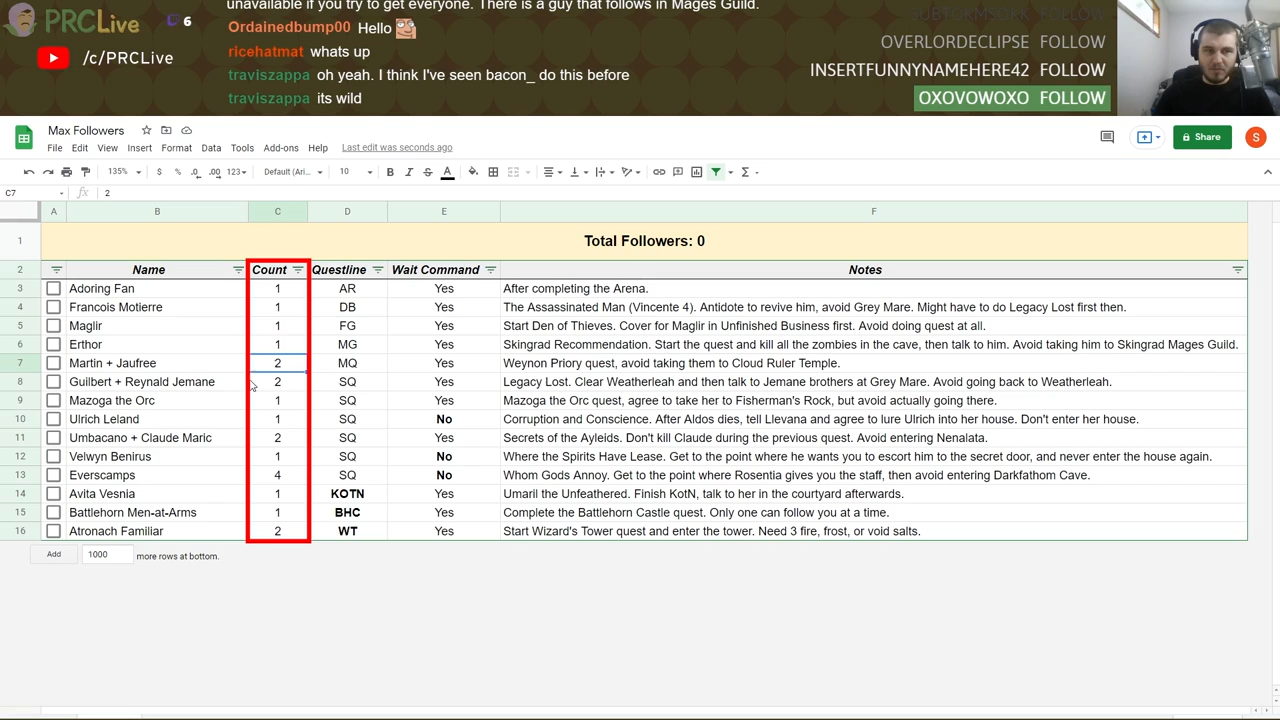 PRCLive 6
/c/PRCLive
unavailable if you try to get everyone. There is a guy that follows in Mages Guild.
Ordainedbump00 Hello
ricehatmat whats up
traviszappa oh yeah. I think I've seen bacon_ do this before
traviszappa its wild
FOLLOW
OVERLORDECLIPSE FOLLOW
INSERTFUNNYNAMEHERE42 FOLLOW
OXOVOWOXO FOLLOW
Max Followers
File Edit View Insert Format Data Tools Add-ons Help Last edit was seconds ago
Share S
135% $ % .0 .00 123 Default (Ari... 10 B I S A
C7 fx 2
A B C D E F
1 Total Followers: 0
2 Name Count Questline Wait Command Notes
3 Adoring Fan 1 AR Yes After completing the Arena.
4 Francois Motierre 1 DB Yes The Assassinated Man (Vincente 4). Antidote to revive him, avoid Grey Mare. Might have to do Legacy Lost first then.
5 Maglir 1 FG Yes Start Den of Thieves. Cover for Maglir in Unfinished Business first. Avoid doing quest at all.
6 Erthor 1 MG Yes Skingrad Recommendation. Start the quest and kill all the zombies in the cave, then talk to him. Avoid taking him to Skingrad Mages Guild.
7 Martin + Jaufree 2 MQ Yes Weynon Priory quest, avoid taking them to Cloud Ruler Temple.
8 Guilbert + Reynald Jemane 2 SQ Yes Legacy Lost. Clear Weatherleah and then talk to Jemane brothers at Grey Mare. Avoid going back to Weatherleah.
9 Mazoga the Orc 1 SQ Yes Mazoga the Orc quest, agree to take her to Fisherman's Rock, but avoid actually going there.
10 Ulrich Leland 1 SQ No Corruption and Conscience. After Aldos dies, tell Llevana and agree to lure Ulrich into her house. Don't enter her house.
11 Umbacano + Claude Maric 2 SQ Yes Secrets of the Ayleids. Don't kill Claude during the previous quest. Avoid entering Nenalata.
12 Velwyn Benirus 1 SQ No Where the Spirits Have Lease. Get to the point where he wants you to escort him to the secret door, and never enter the house again.
13 Everscamps 4 SQ No Whom Gods Annoy. Get to the point where Rosentia gives you the staff, then avoid entering Darkfathom Cave.
14 Avita Vesnia 1 KOTN Yes Umaril the Unfeathered. Finish KotN, talk to her in the courtyard afterwards.
15 Battlehorn Men-at-Arms 1 BHC Yes Complete the Battlehorn Castle quest. Only one can follow you at a time.
16 Atronach Familiar 2 WT Yes Start Wizard's Tower quest and enter the tower. Need 3 fire, frost, or void salts.
Add 1000 more rows at bottom.